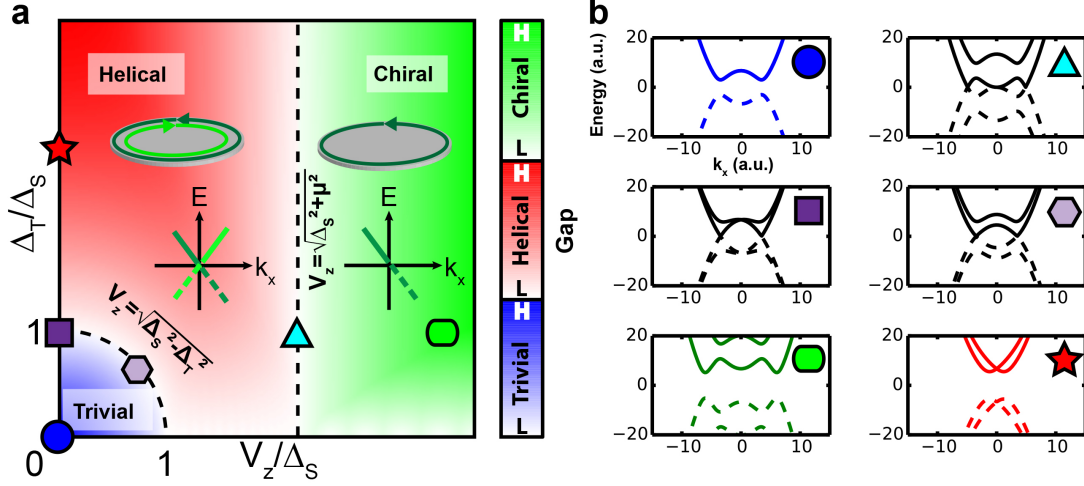 a
Helical
Chiral
Δ_T/Δ_S
E
k_x
E
k_x
V_z=√Δ_S²+μ²
V_z=√Δ_S²-Δ_T²
1
Trivial
0
1
V_z/Δ_S
H
Chiral
L
H
Helical
L
H
Trivial
L
Gap
b
Energy (a.u.)
20
0
−20
−10 0 10
k_x (a.u.)
20
0
−20
−10 0 10
20
0
−20
−10 0 10
20
0
−20
−10 0 10
20
0
−20
−10 0 10
20
0
−20
−10 0 10